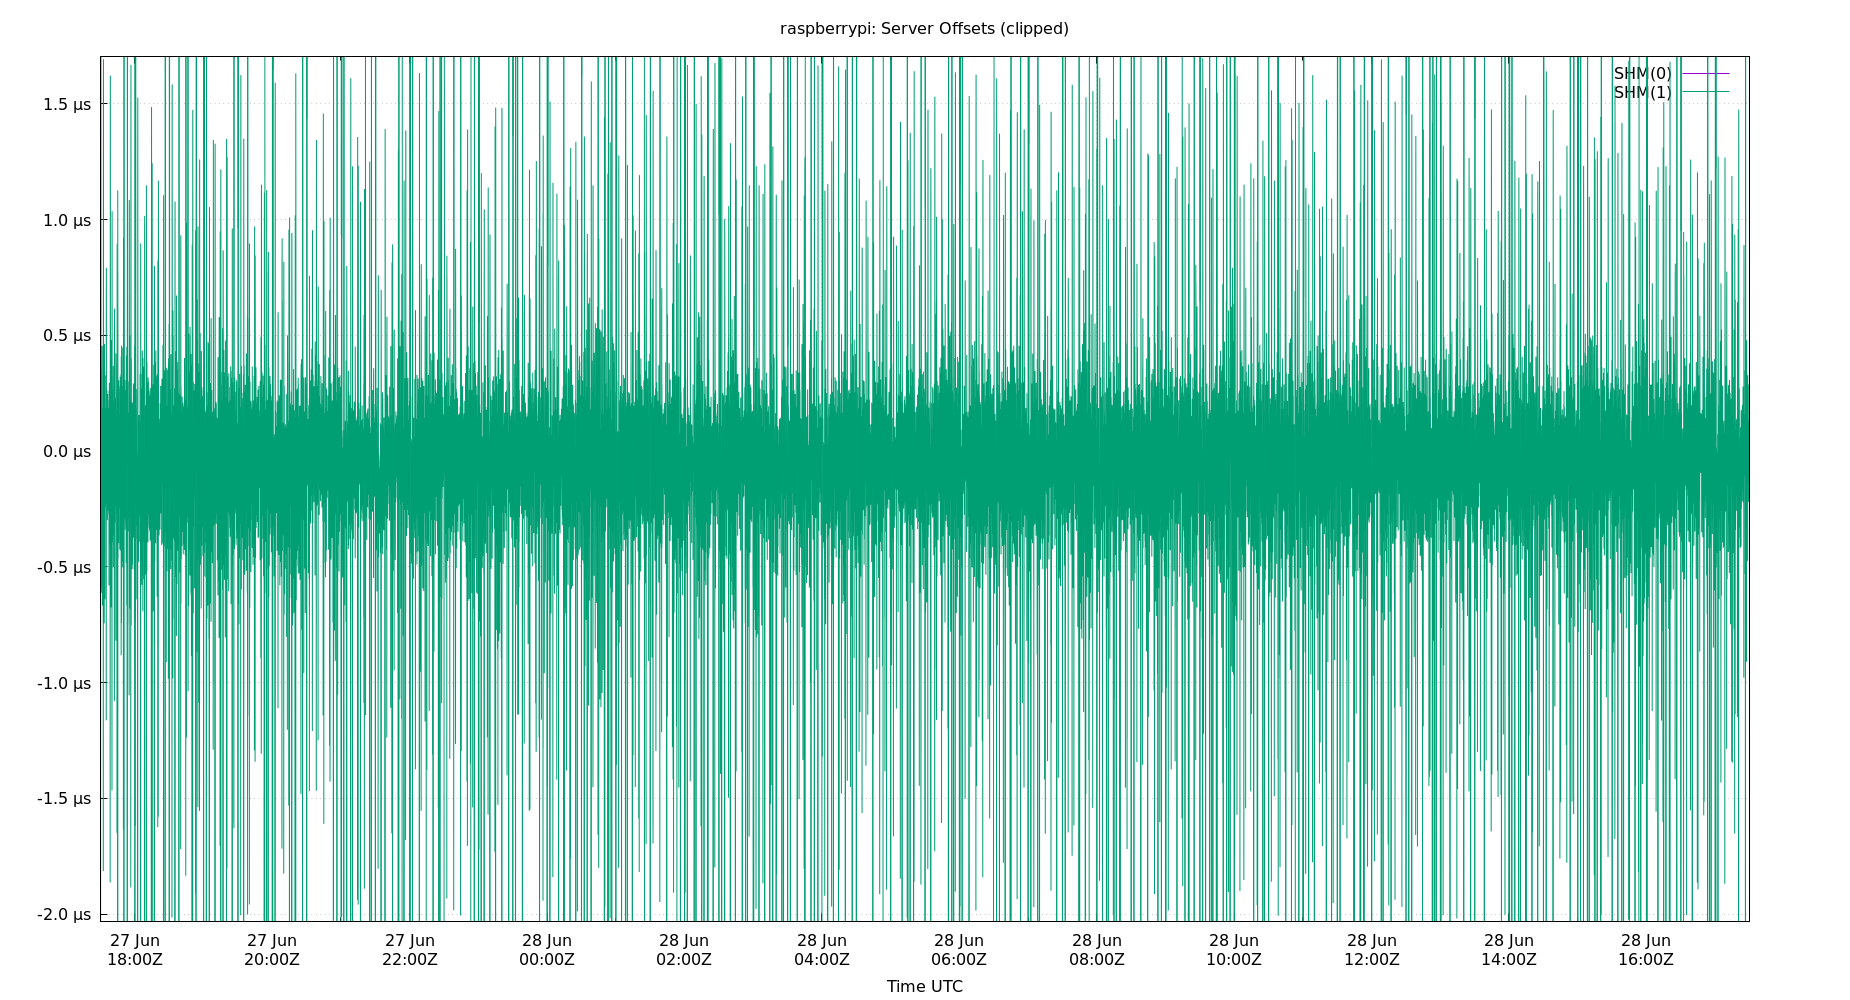 raspberrypi: Server Offsets (clipped)
SHM(0)
SHM(1)
1.5 µs
1.0 µs
0.5 µs
0.0 µs
-0.5 µs
-1.0 µs
-1.5 µs
-2.0 µs
27 Jun 27 Jun 27 Jun 28 Jun 28 Jun 28 Jun 28 Jun 28 Jun 28 Jun 28 Jun 28 Jun 28 Jun
18:00Z 20:00Z 22:00Z 00:00Z 02:00Z 04:00Z 06:00Z 08:00Z 10:00Z 12:00Z 14:00Z 16:00Z
Time UTC